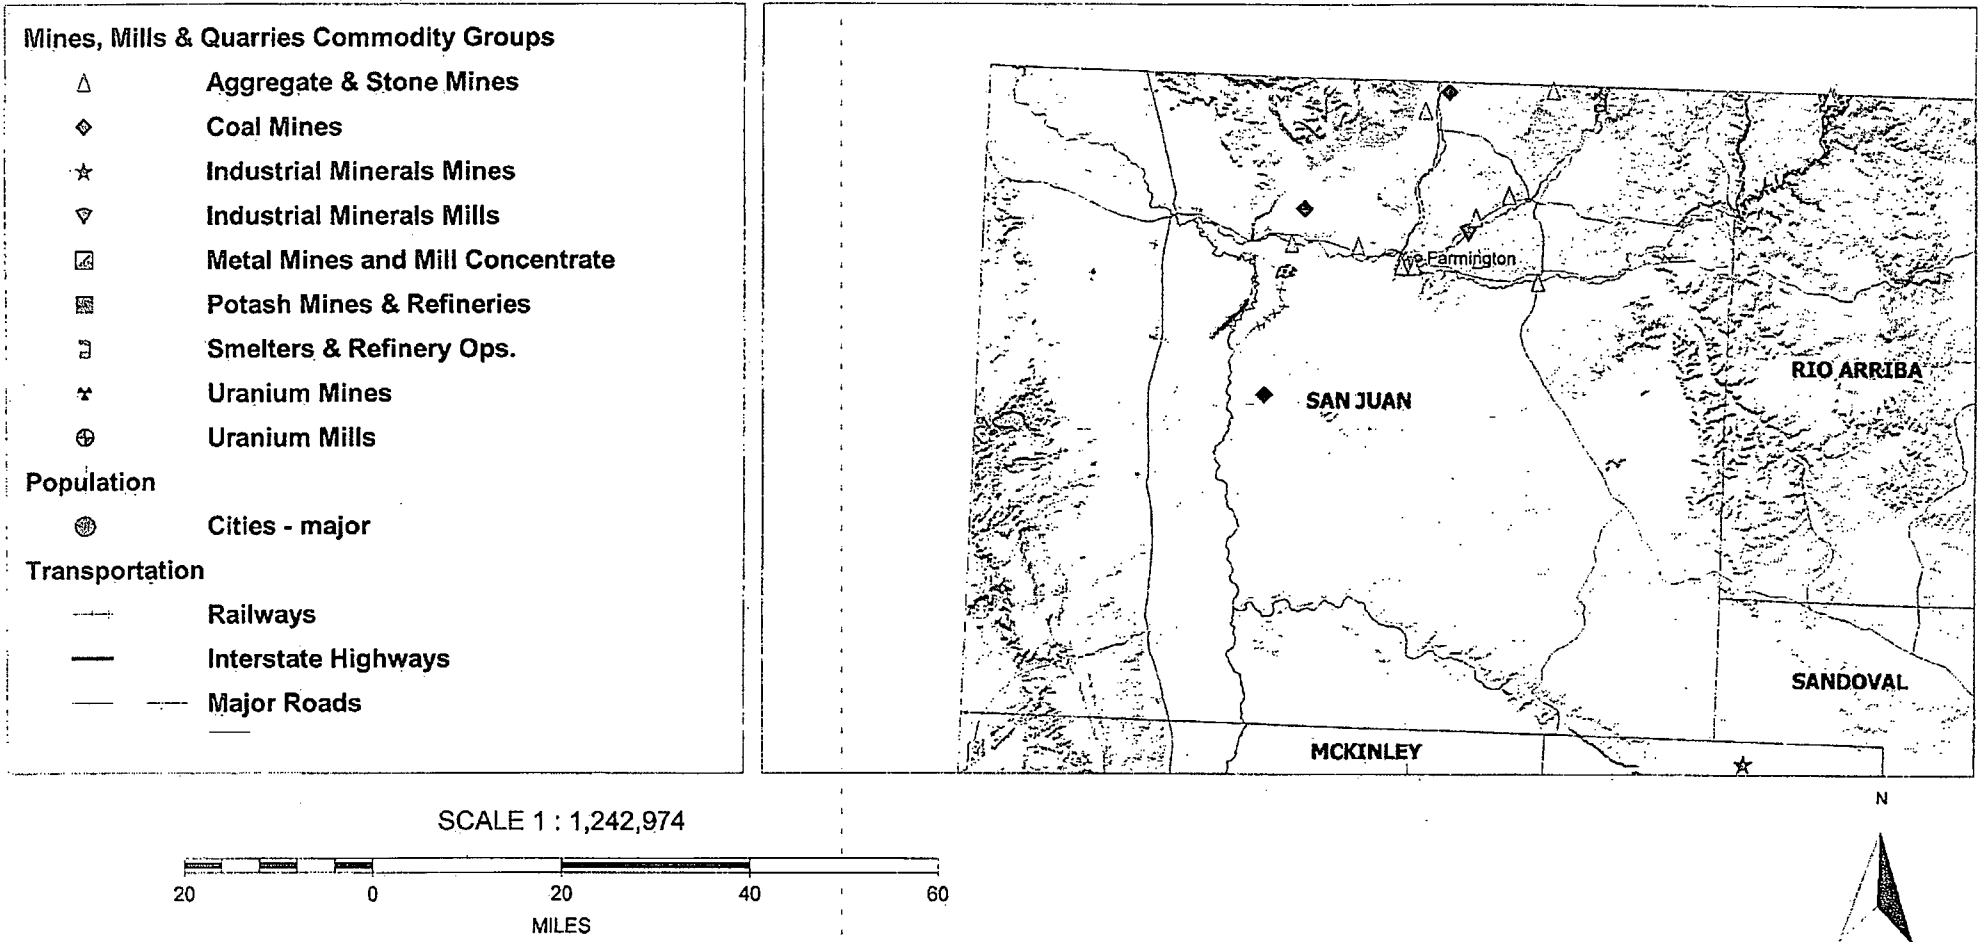 Mines, Mills & Quarries Commodity Groups
Aggregate & Stone Mines
Coal Mines
Industrial Minerals Mines
Industrial Minerals Mills
Metal Mines and Mill Concentrate
Potash Mines & Refineries
Smelters & Refinery Ops.
Uranium Mines
Uranium Mills
Population
Cities - major
Transportation
Railways
Interstate Highways
Major Roads
Farmington
RIO ARRIBA
SAN JUAN
SANDOVAL
MCKINLEY
SCALE 1 : 1,242,974
20 0 20 40 60
MILES
N